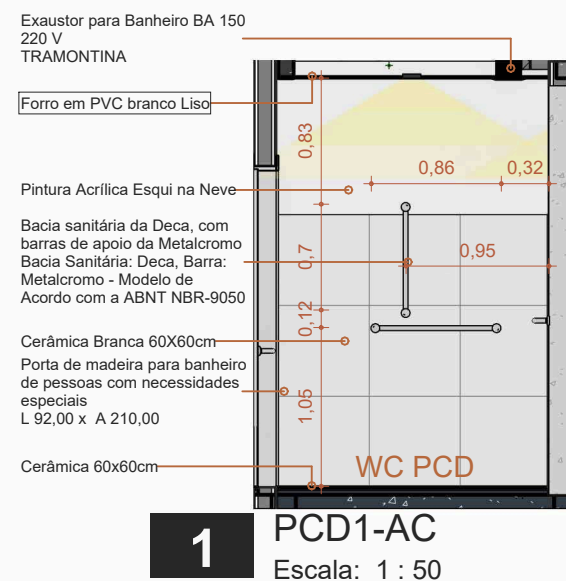 Exaustor para Banheiro BA 150
220 V
TRAMONTINA
Forro em PVC branco Liso
0,83
0,86
0,32
Pintura Acrílica Esqui na Neve
Bacia sanitária da Deca, com
barras de apoio da Metalcromo
Bacia Sanitária: Deca, Barra:
Metalcromo - Modelo de
Acordo com a ABNT NBR-9050
0,7
0,95
0,12
Cerâmica Branca 60X60cm
Porta de madeira para banheiro
de pessoas com necessidades
especiais
L 92,00 x  A 210,00
1,05
Cerâmica 60x60cm
WC PCD
1
PCD1-AC
Escala:  1 : 50